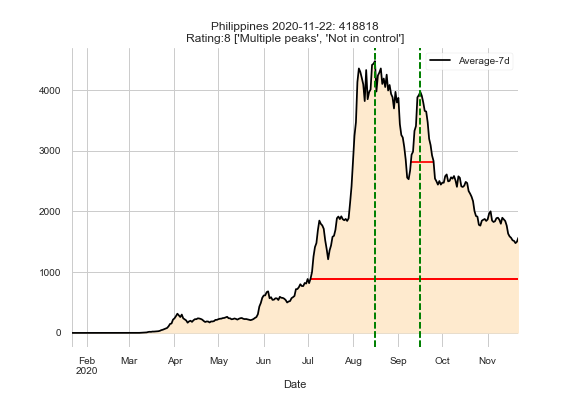 Philippines 2020-11-22: 418818
Rating:8 ['Multiple peaks', 'Not in control']
Average-7d
4000
3000
2000
1000
0
Feb Mar Apr May Jun Jul Aug Sep Oct Nov
2020
Date